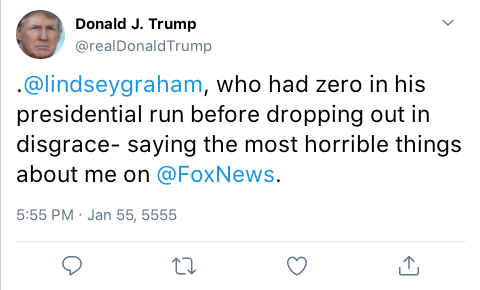 Donald J. Trump
@realDonaldTrump
.@lindseygraham, who had zero in his
presidential run before dropping out in
disgrace- saying the most horrible things
about me on @FoxNews.
5:55 PM · Jan 55, 5555